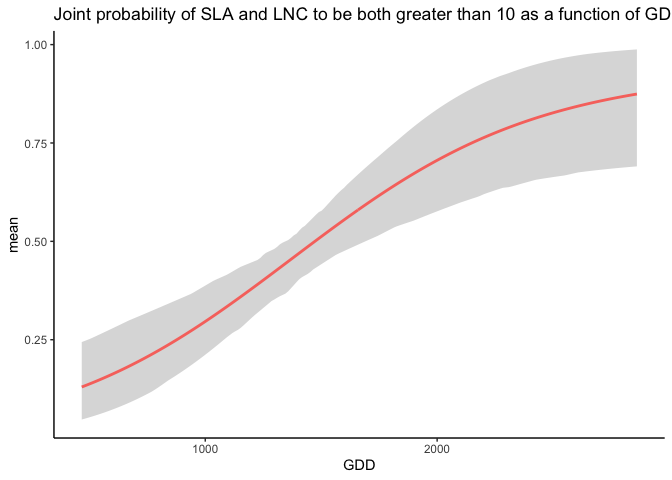 Joint probability of SLA and LNC to be both greater than 10 as a function of GD
1.00
0.75
0.50
0.25
mean
1000
2000
GDD